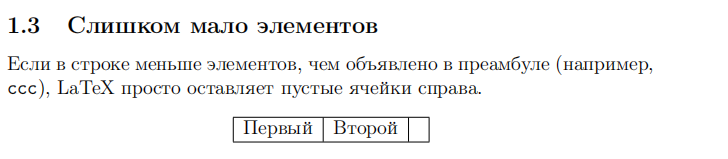 1.3 Слишком мало элементов
Если в строке меньше элементов, чем объявлено в преамбуле (например,
ccc), LaTeX просто оставляет пустые ячейки справа.
Первый Второй